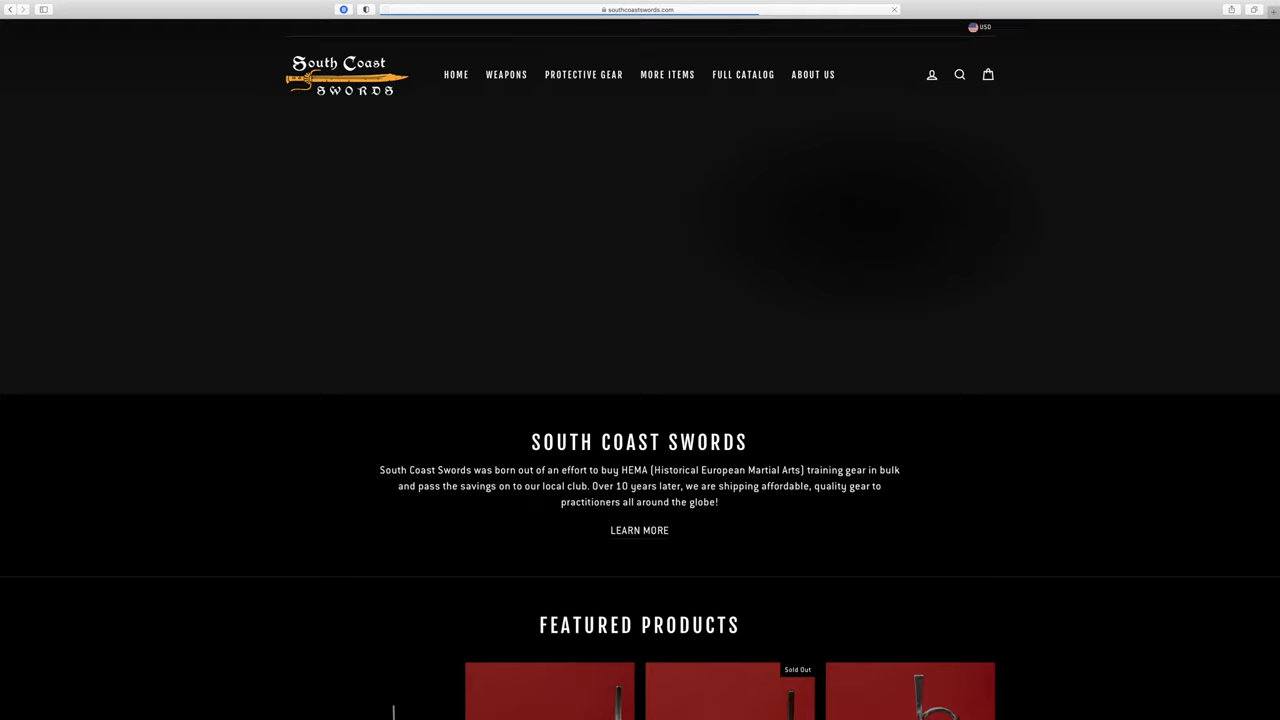 southcoastswords.com
USD
South Coast
SWORDS
HOME WEAPONS PROTECTIVE GEAR MORE ITEMS FULL CATALOG ABOUT US
SOUTH COAST SWORDS
South Coast Swords was born out of an effort to buy HEMA (Historical European Martial Arts) training gear in bulk
and pass the savings on to our local club. Over 10 years later, we are shipping affordable, quality gear to
practitioners all around the globe!
LEARN MORE
FEATURED PRODUCTS
Sold Out